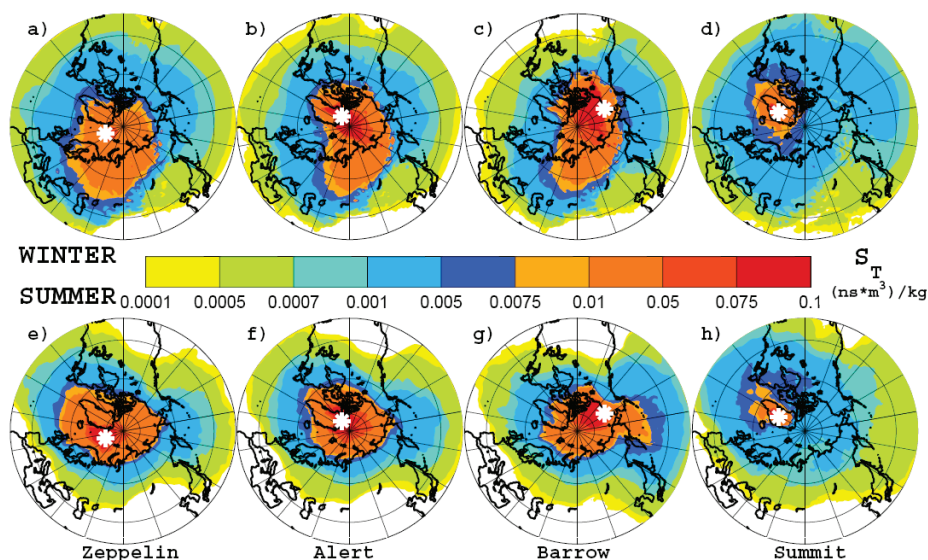 a) b) c) d)
WINTER S_T
SUMMER 0.0001 0.0005 0.0007 0.001 0.005 0.0075 0.01 0.05 0.075 0.1 (ns*m³)/kg
e) f) g) h)
Zeppelin Alert Barrow Summit